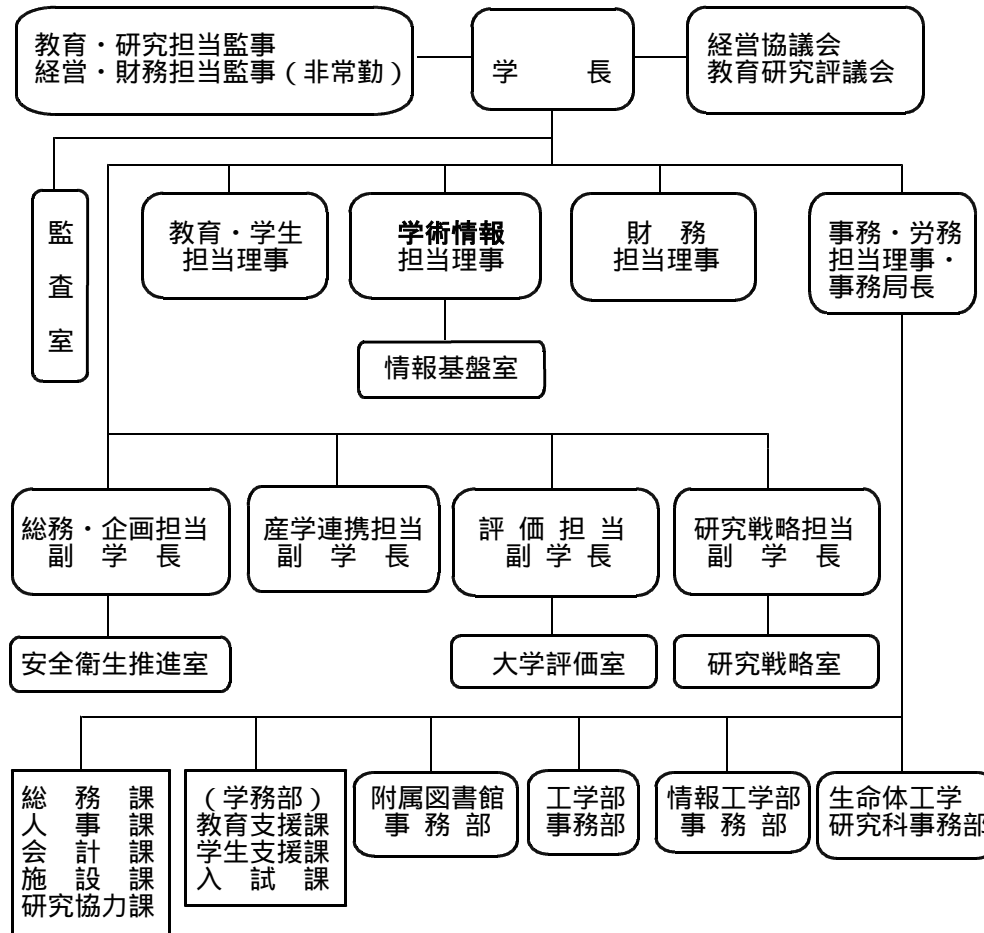 教育・研究担当監事
経営・財務担当監事(非常勤)
学 長
経営協議会
教育研究評議会
監
査
室
教育・学生
担当理事
学術情報
担当理事
財 務
担当理事
事務・労務
担当理事・
事務局長
情報基盤室
総務・企画担当
副 学 長
産学連携担当
副 学 長
評 価 担 当
副 学 長
研究戦略担当
副 学 長
安全衛生推進室
大学評価室
研究戦略室
総 務 課
人 事 課
会 計 課
施 設 課
研究協力課
(学務部)
教育支援課
学生支援課
入 試 課
附属図書館
事 務 部
工学部
事務部
情報工学部
事 務 部
生命体工学
研究科事務部